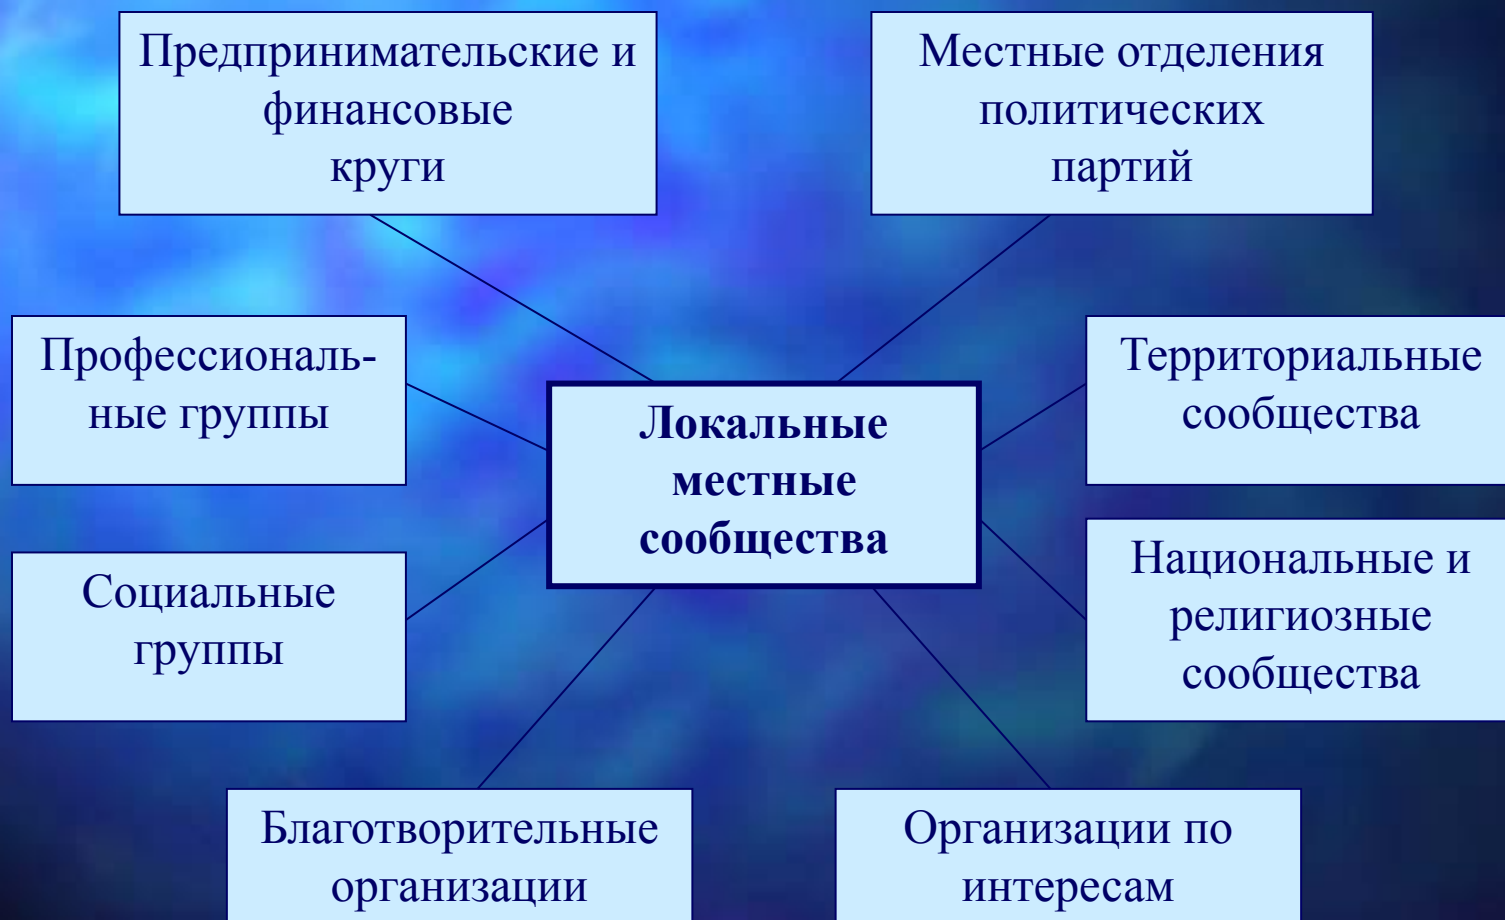 Предпринимательские и
финансовые
круги
Местные отделения
политических
партий
Профессиональ-
ные группы
Территориальные
сообщества
Локальные
местные
сообщества
Социальные
группы
Национальные и
религиозные
сообщества
Благотворительные
организации
Организации по
интересам